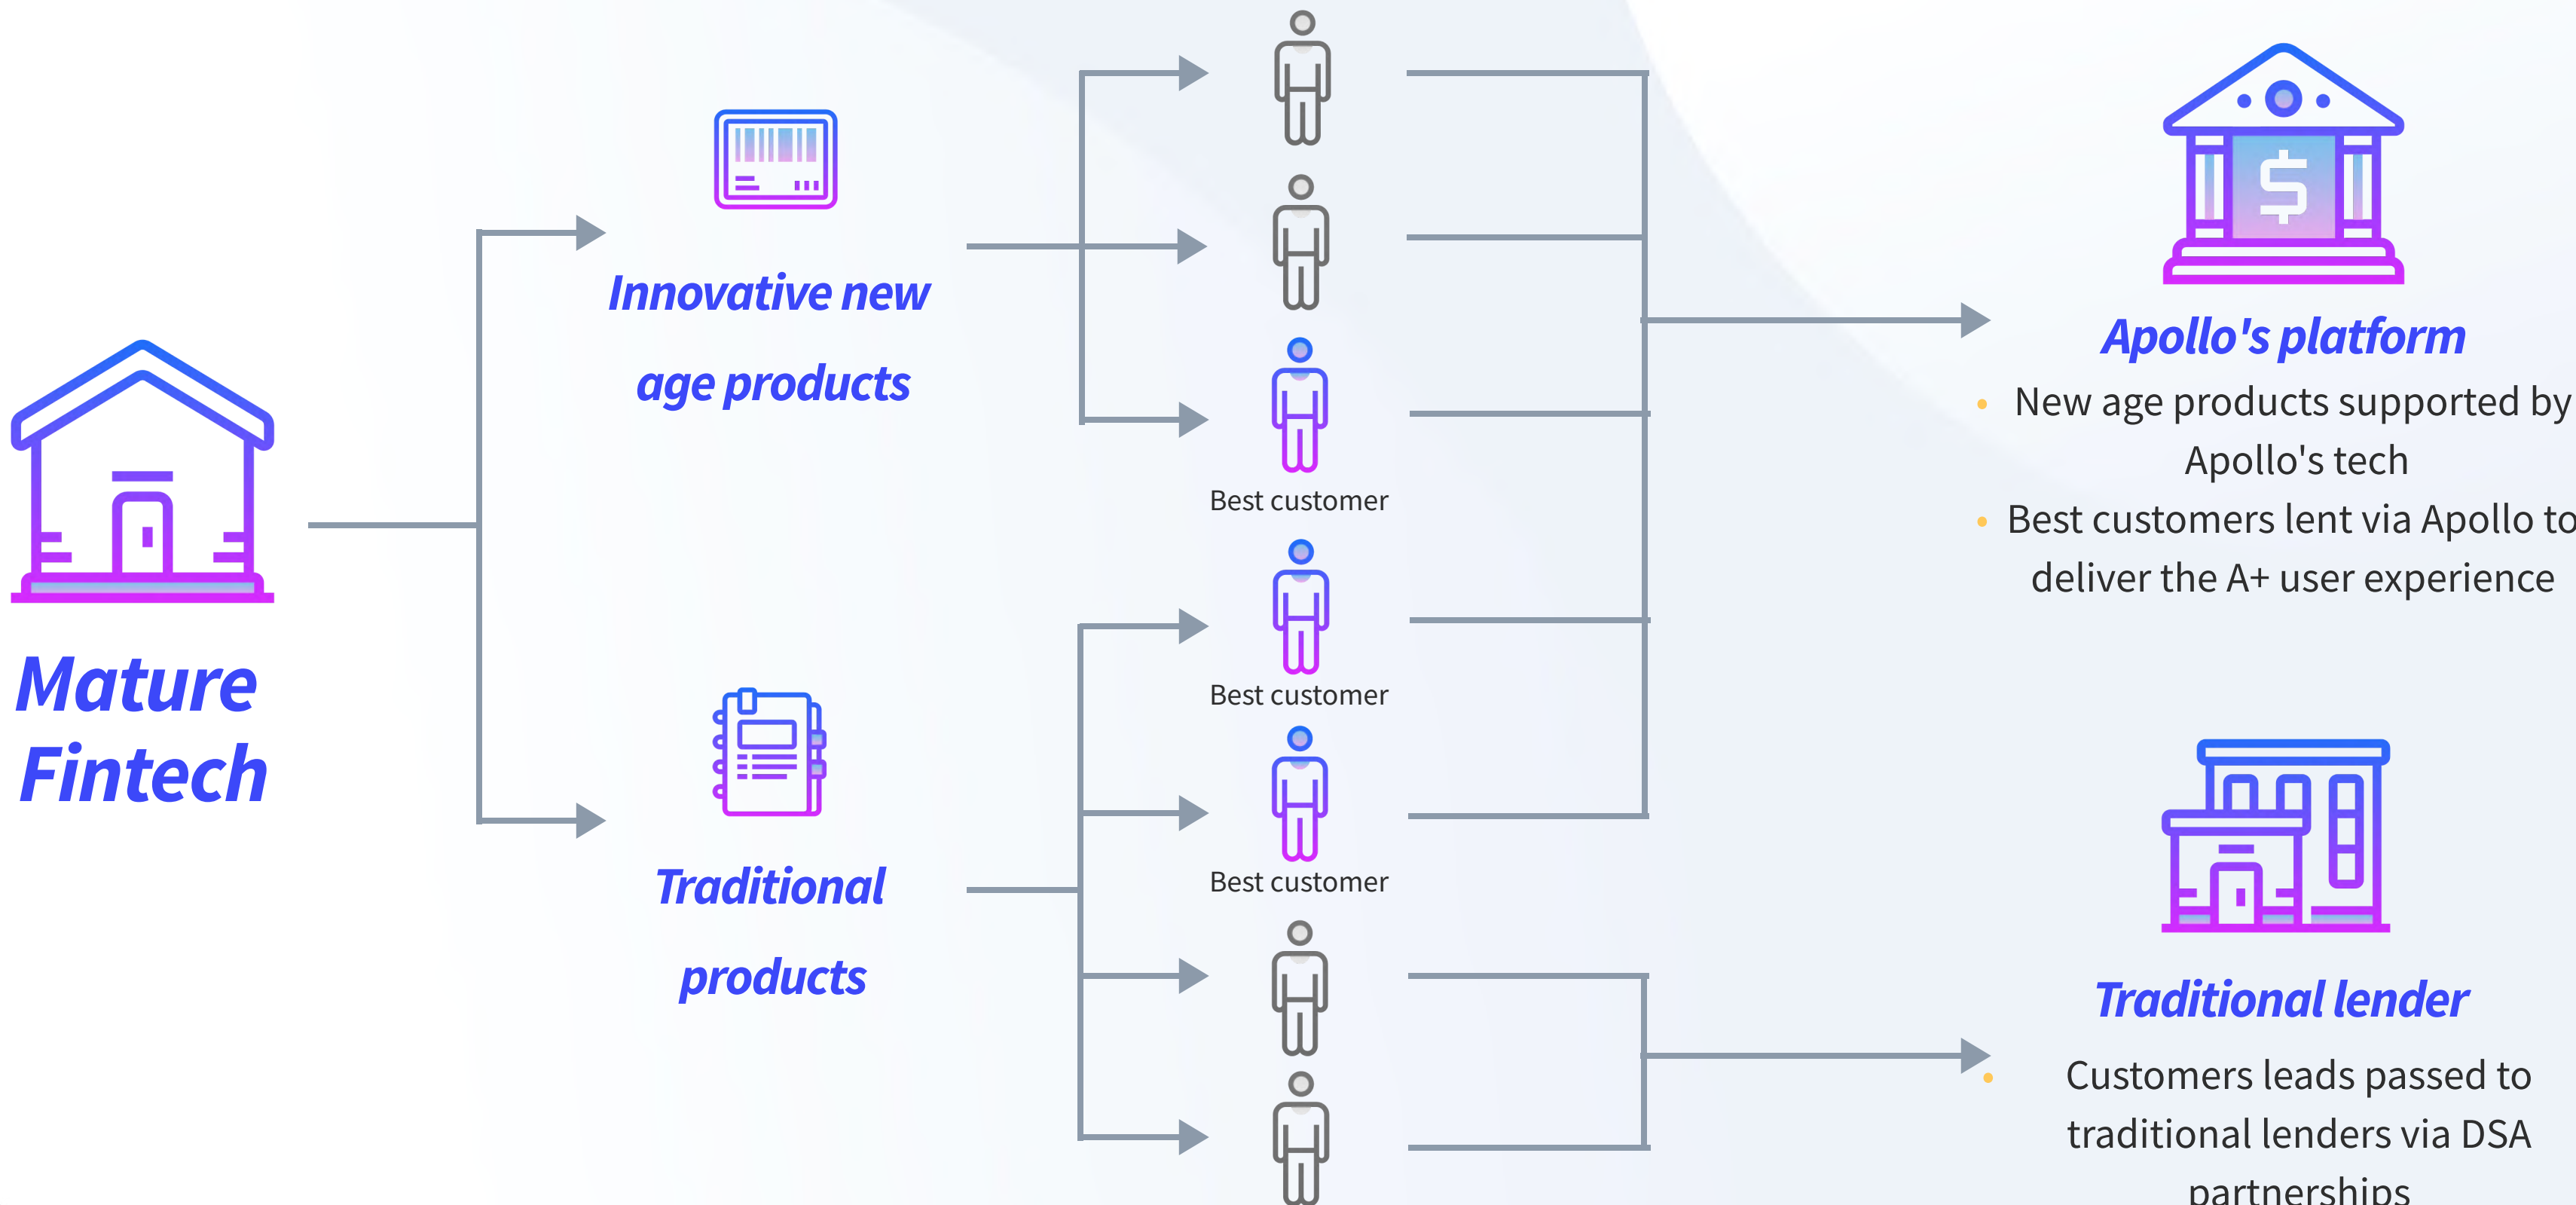 Mature
Fintech
Innovative new
age products
Traditional
products
Best customer
Best customer
Best customer
Apollo's platform
• New age products supported by
Apollo's tech
• Best customers lent via Apollo to
deliver the A+ user experience
Traditional lender
• Customers leads passed to
traditional lenders via DSA
partnerships